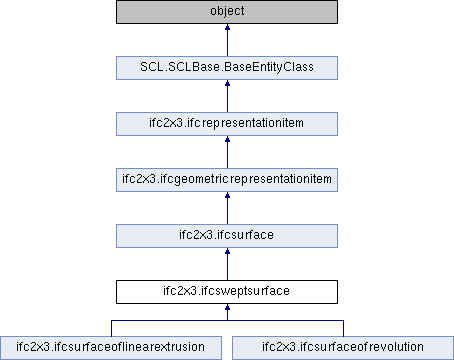 object
SCL.SCLBase.BaseEntityClass
ifc2x3.ifcrepresentationitem
ifc2x3.ifcgeometricrepresentationitem
ifc2x3.ifcsurface
ifc2x3.ifcsweptsurface
ifc2x3.ifcsurfaceoflinearextrusion
ifc2x3.ifcsurfaceofrevolution